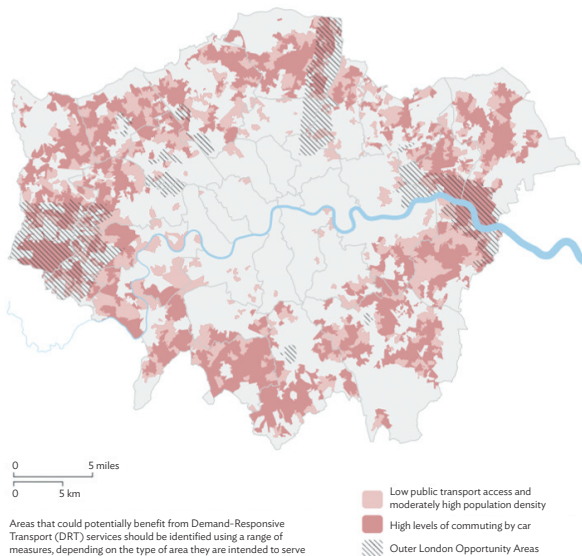 0 5 miles
0 5 km
Areas that could potentially benefit from Demand-Responsive
Transport (DRT) services should be identified using a range of
measures, depending on the type of area they are intended to serve
Low public transport access and
moderately high population density
High levels of commuting by car
Outer London Opportunity Areas